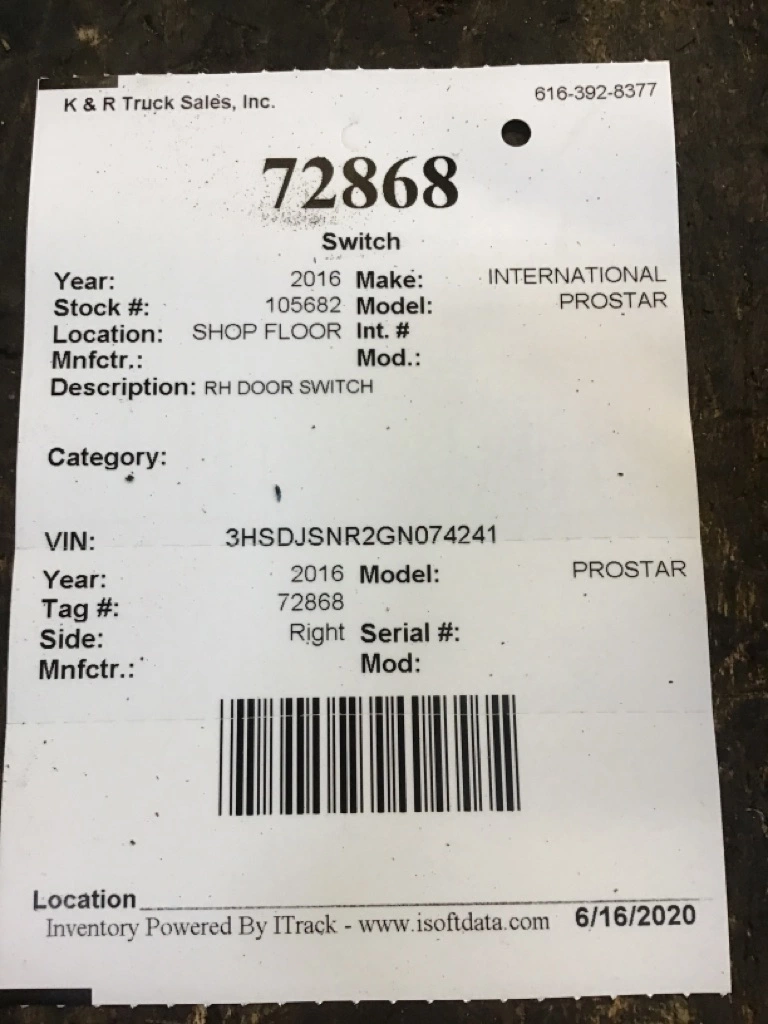 K & R Truck Sales, Inc. 616-392-8377
72868
Switch
Year: 2016 Make: INTERNATIONAL
Stock #: 105682 Model: PROSTAR
Location: SHOP FLOOR Int. #
Mnfctr.: Mod.:
Description: RH DOOR SWITCH
Category:
VIN: 3HSDJSNR2GN074241
Year: 2016 Model: PROSTAR
Tag #: 72868
Side: Right Serial #:
Mnfctr.: Mod:
Location
Inventory Powered By ITrack - www.isoftdata.com 6/16/2020